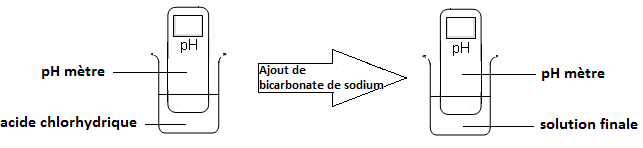 pH
pH mètre
acide chlorhydrique
Ajout de
bicarbonate de sodium
pH
pH mètre
solution finale